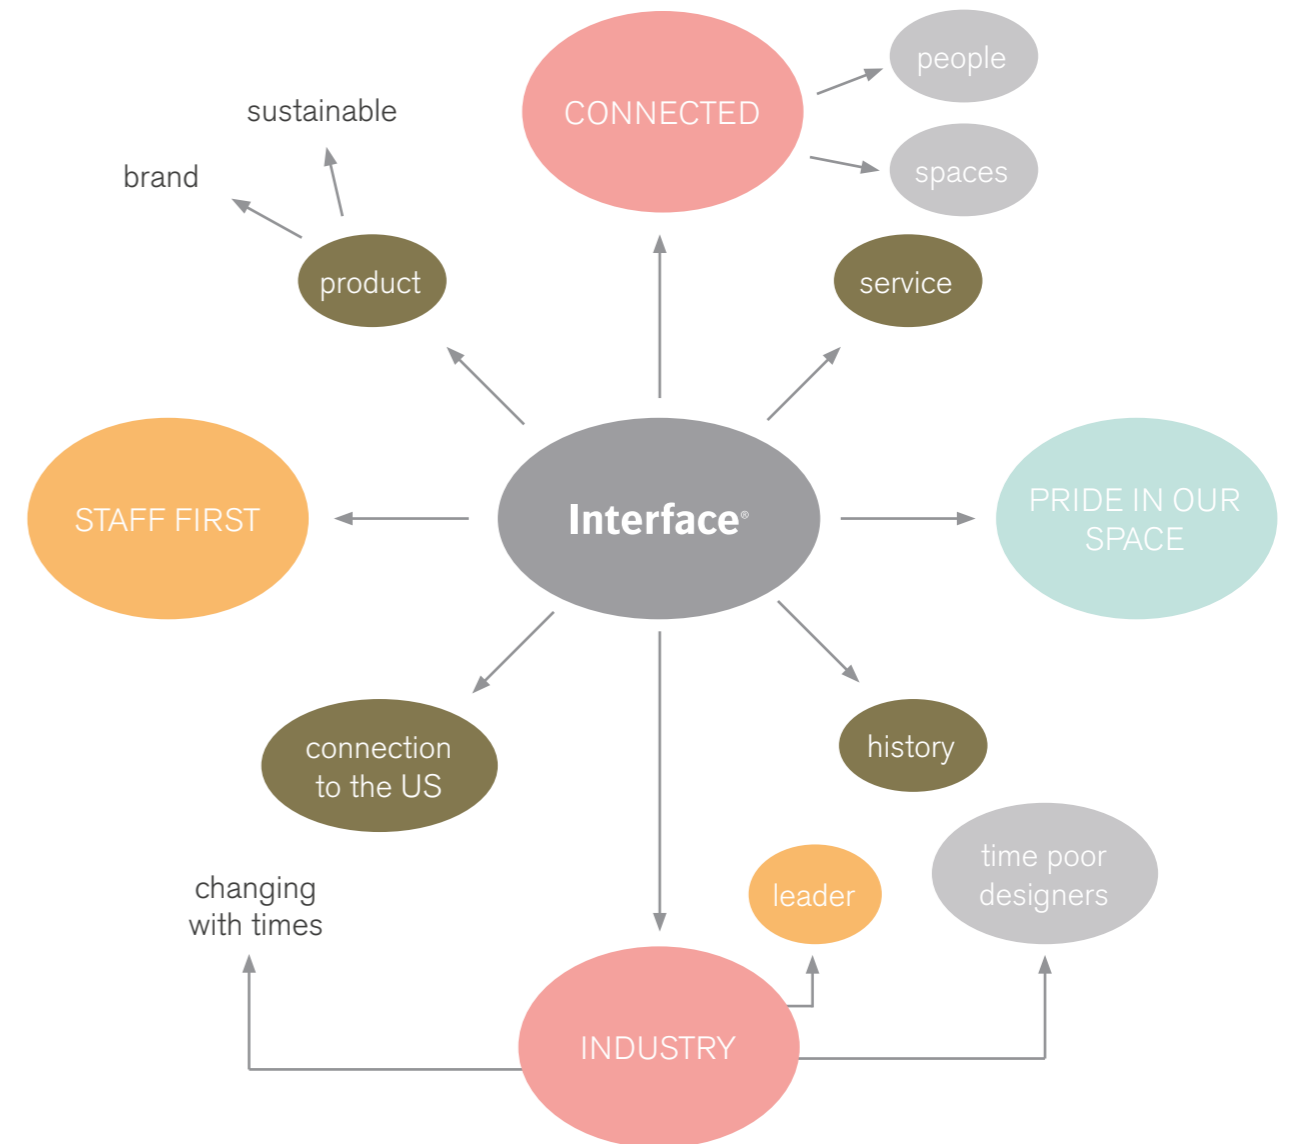 people
CONNECTED
sustainable
brand
spaces
product
service
STAFF FIRST
Interface®
PRIDE IN OUR
SPACE
connection
to the US
history
changing
with times
leader
time poor
designers
INDUSTRY